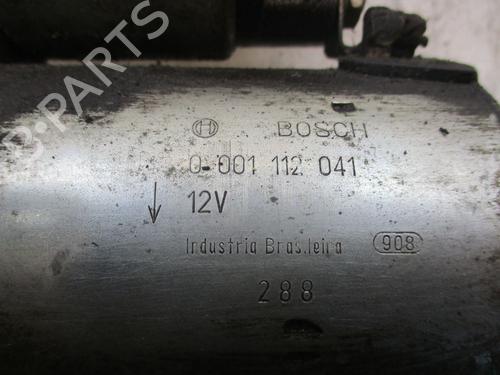 B-PARTS
BOSCH
0-001 112 041
12V
Industria Brasileira 908
288